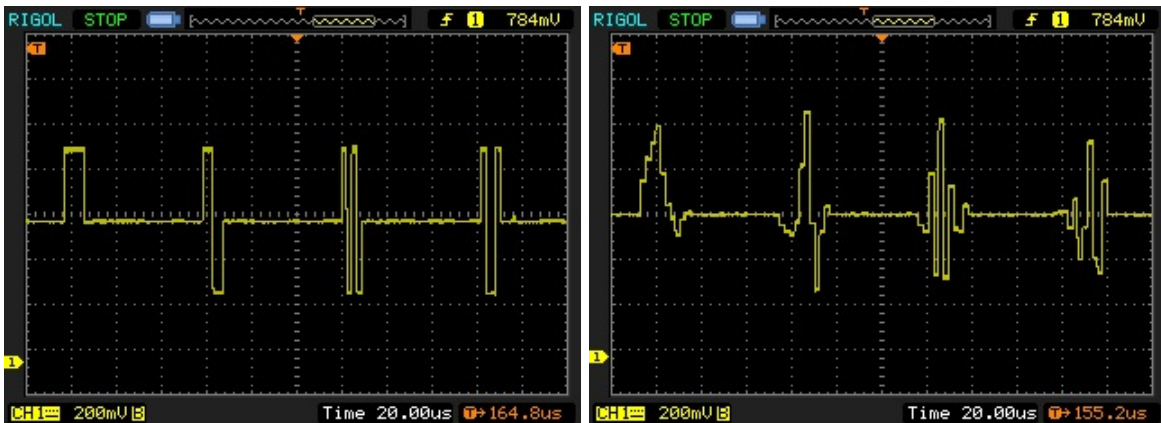 RIGOL STOP T f 1 784mV
T
1
CH1 200mV B Time 20.00us T→164.8us
RIGOL STOP T f 1 784mV
T
1
CH1 200mV B Time 20.00us T→155.2us